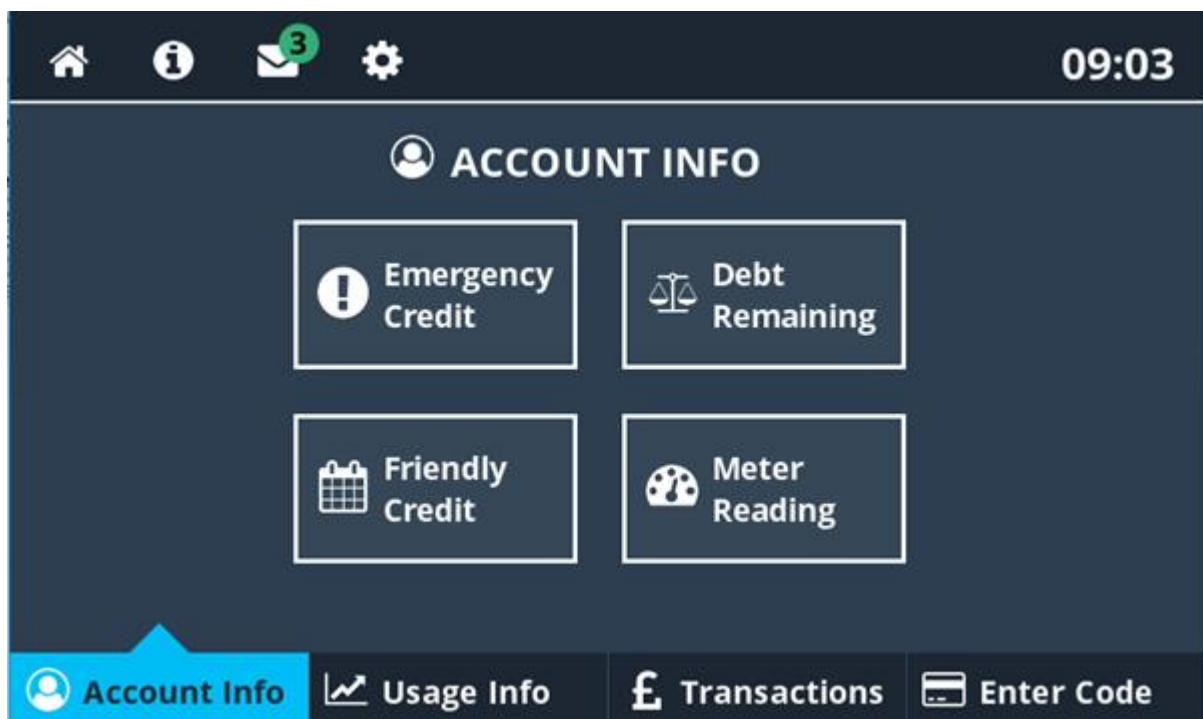 3
09:03
ACCOUNT INFO
Emergency
Credit
Debt
Remaining
Friendly
Credit
Meter
Reading
Account Info
Usage Info
£ Transactions
Enter Code